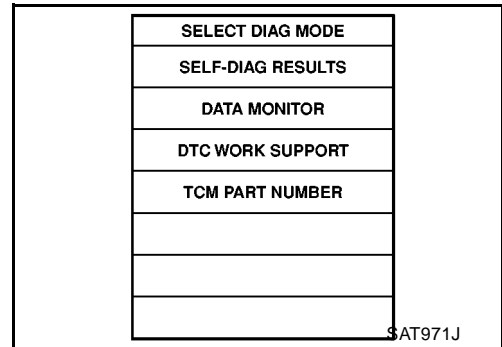 SELECT DIAG MODE
SELF-DIAG RESULTS
DATA MONITOR
DTC WORK SUPPORT
TCM PART NUMBER
SAT971J